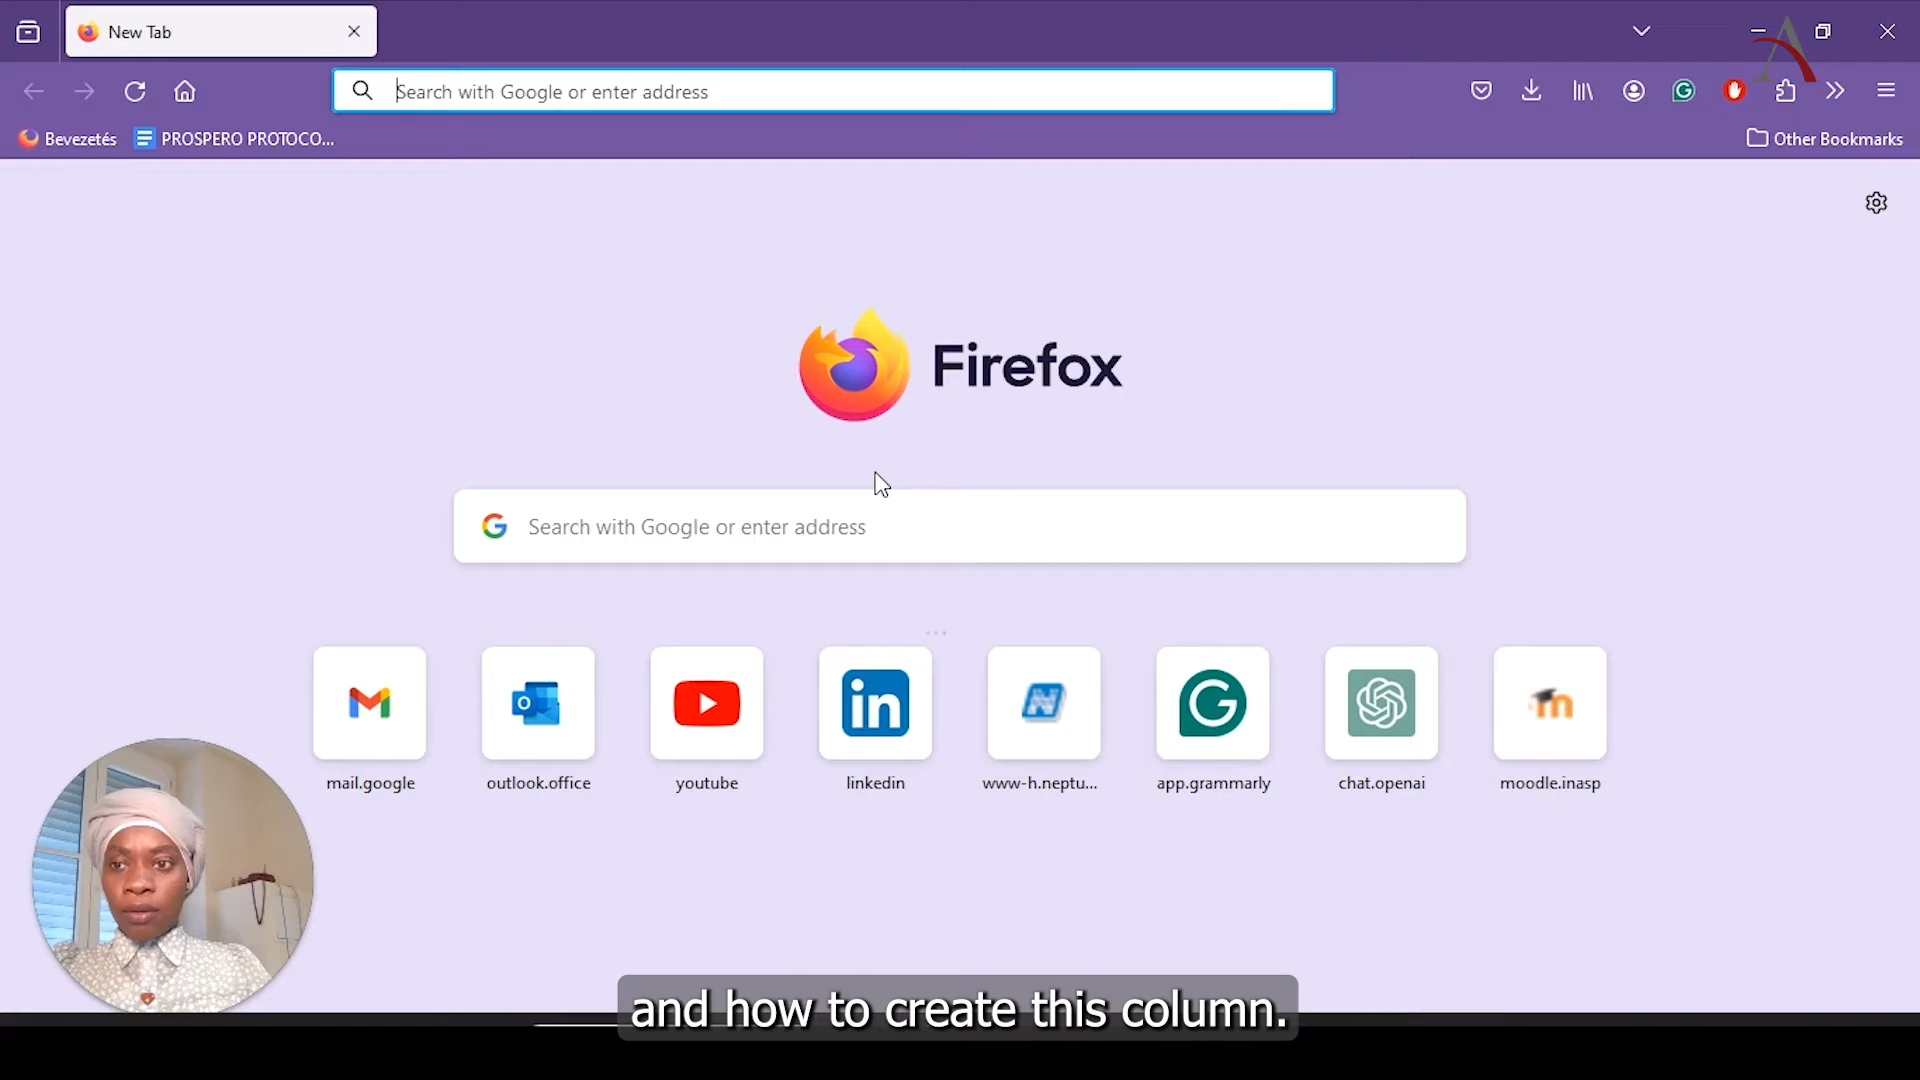 New Tab
Search with Google or enter address
Bevezetés
PROSPERO PROTOCO...
Other Bookmarks
Firefox
Search with Google or enter address
mail.google
outlook.office
youtube
linkedin
www-h.neptu...
app.grammarly
chat.openai
moodle.inasp
and how to create this column.